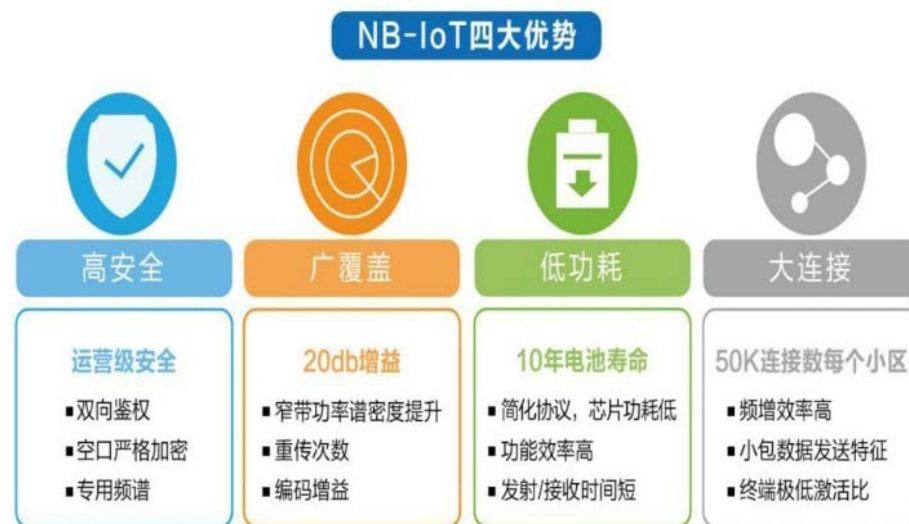 NB-IoT四大优势
高安全
运营级安全
▪双向鉴权
▪空口严格加密
▪专用频谱
广覆盖
20db增益
▪窄带功率谱密度提升
▪重传次数
▪编码增益
低功耗
10年电池寿命
▪简化协议，芯片功耗低
▪功能效率高
▪发射/接收时间短
大连接
50K连接数每个小区
▪频增效率高
▪小包数据发送特征
▪终端极低激活比